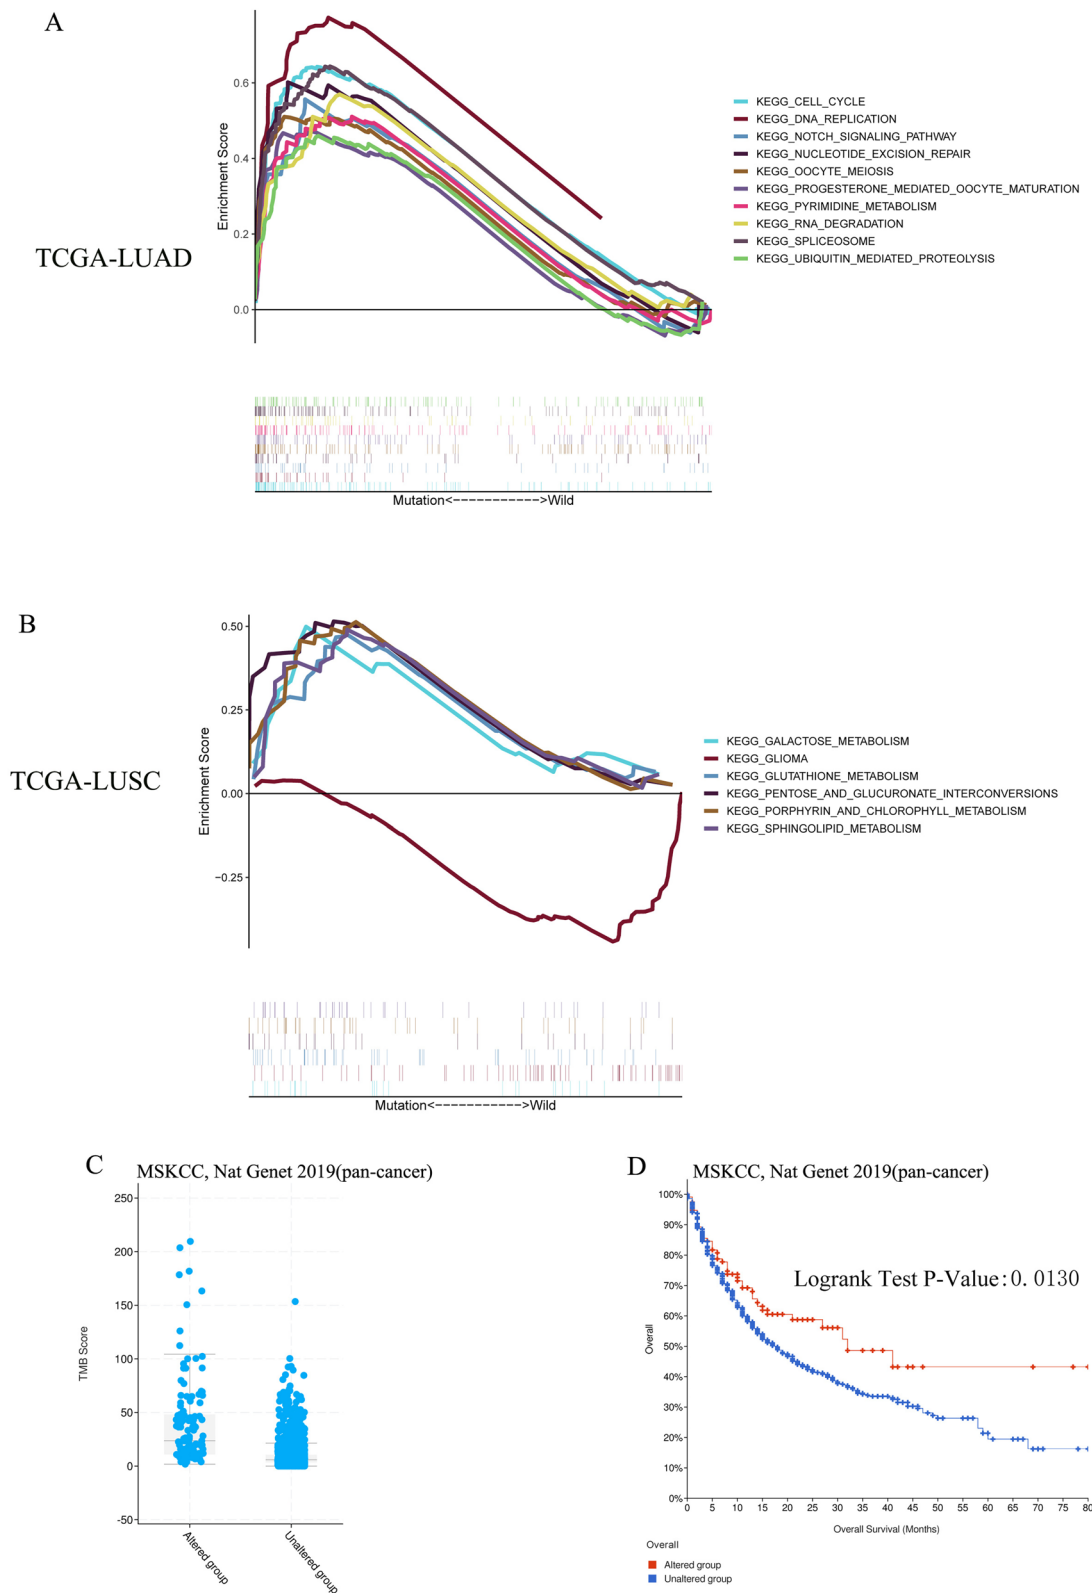 A
TCGA-LUAD
Enrichment Score
0.6
0.4
0.2
0.0
KEGG_CELL_CYCLE
KEGG_DNA_REPLICATION
KEGG_NOTCH_SIGNALING_PATHWAY
KEGG_NUCLEOTIDE_EXCISION_REPAIR
KEGG_OOCYTE_MEIOSIS
KEGG_PROGESTERONE_MEDIATED_OOCYTE_MATURATION
KEGG_PYRIMIDINE_METABOLISM
KEGG_RNA_DEGRADATION
KEGG_SPLICEOSOME
KEGG_UBIQUITIN_MEDIATED_PROTEOLYSIS
Mutation<------------>Wild
B
TCGA-LUSC
Enrichment Score
0.50
0.25
0.00
−0.25
KEGG_GALACTOSE_METABOLISM
KEGG_GLIOMA
KEGG_GLUTATHIONE_METABOLISM
KEGG_PENTOSE_AND_GLUCURONATE_INTERCONVERSIONS
KEGG_PORPHYRIN_AND_CHLOROPHYLL_METABOLISM
KEGG_SPHINGOLIPID_METABOLISM
Mutation<------------>Wild
C
MSKCC, Nat Genet 2019(pan-cancer)
TMB Score
250
200
150
100
50
0
-50
Altered group
Unaltered group
D
MSKCC, Nat Genet 2019(pan-cancer)
Logrank Test P-Value:0.0130
Overall
100%
90%
80%
70%
60%
50%
40%
30%
20%
10%
0%
0 5 10 15 20 25 30 35 40 45 50 55 60 65 70 75 80
Overall Survival (Months)
Overall
Altered group
Unaltered group